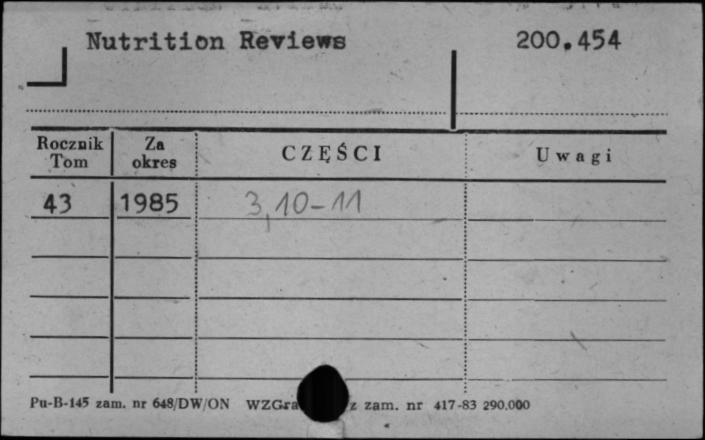 Nutrition Reviews 200.454
Rocznik Tom Za okres CZĘŚCI Uwagi
43 1985 3,10-11
Pu-B-145 zam. nr 648/DW/ON z zam. nr 417-83 290.000